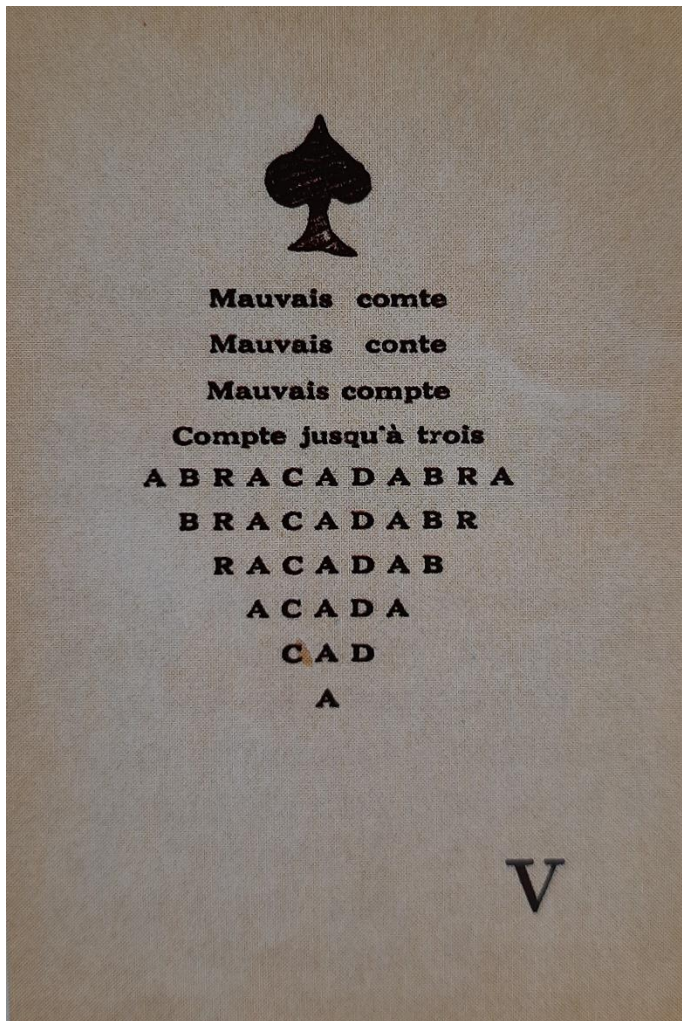 Mauvais comte
Mauvais conte
Mauvais compte
Compte jusqu'à trois
A B R A C A D A B R A
B R A C A D A B R
R A C A D A B
A C A D A
C A D
A
V